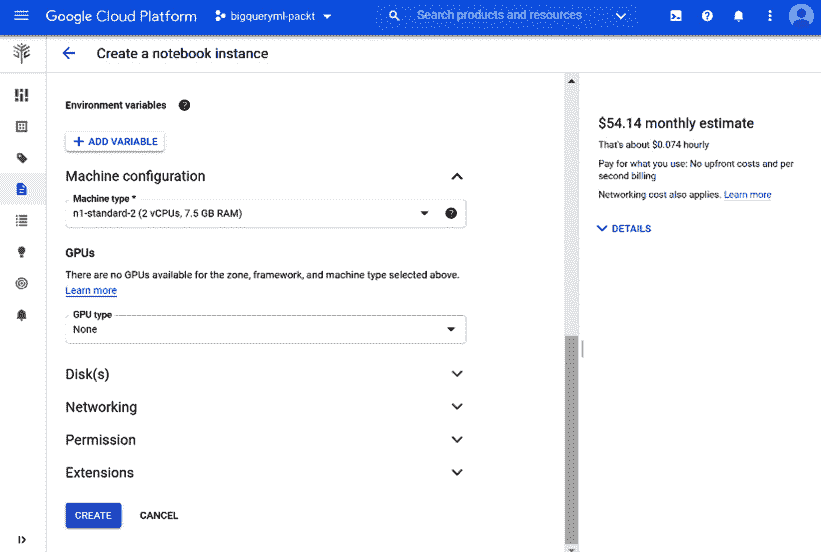 Google Cloud Platform
bigqueryml-packt
Search products and resources
Create a notebook instance
Environment variables
ADD VARIABLE
Machine configuration
Machine type *
n1-standard-2 (2 vCPUs, 7.5 GB RAM)
GPUs
There are no GPUs available for the zone, framework, and machine type selected above.
Learn more
GPU type
None
Disk(s)
Networking
Permission
Extensions
CREATE
CANCEL
$54.14 monthly estimate
That's about $0.074 hourly
Pay for what you use: No upfront costs and per
second billing
Networking cost also applies. Learn more
DETAILS